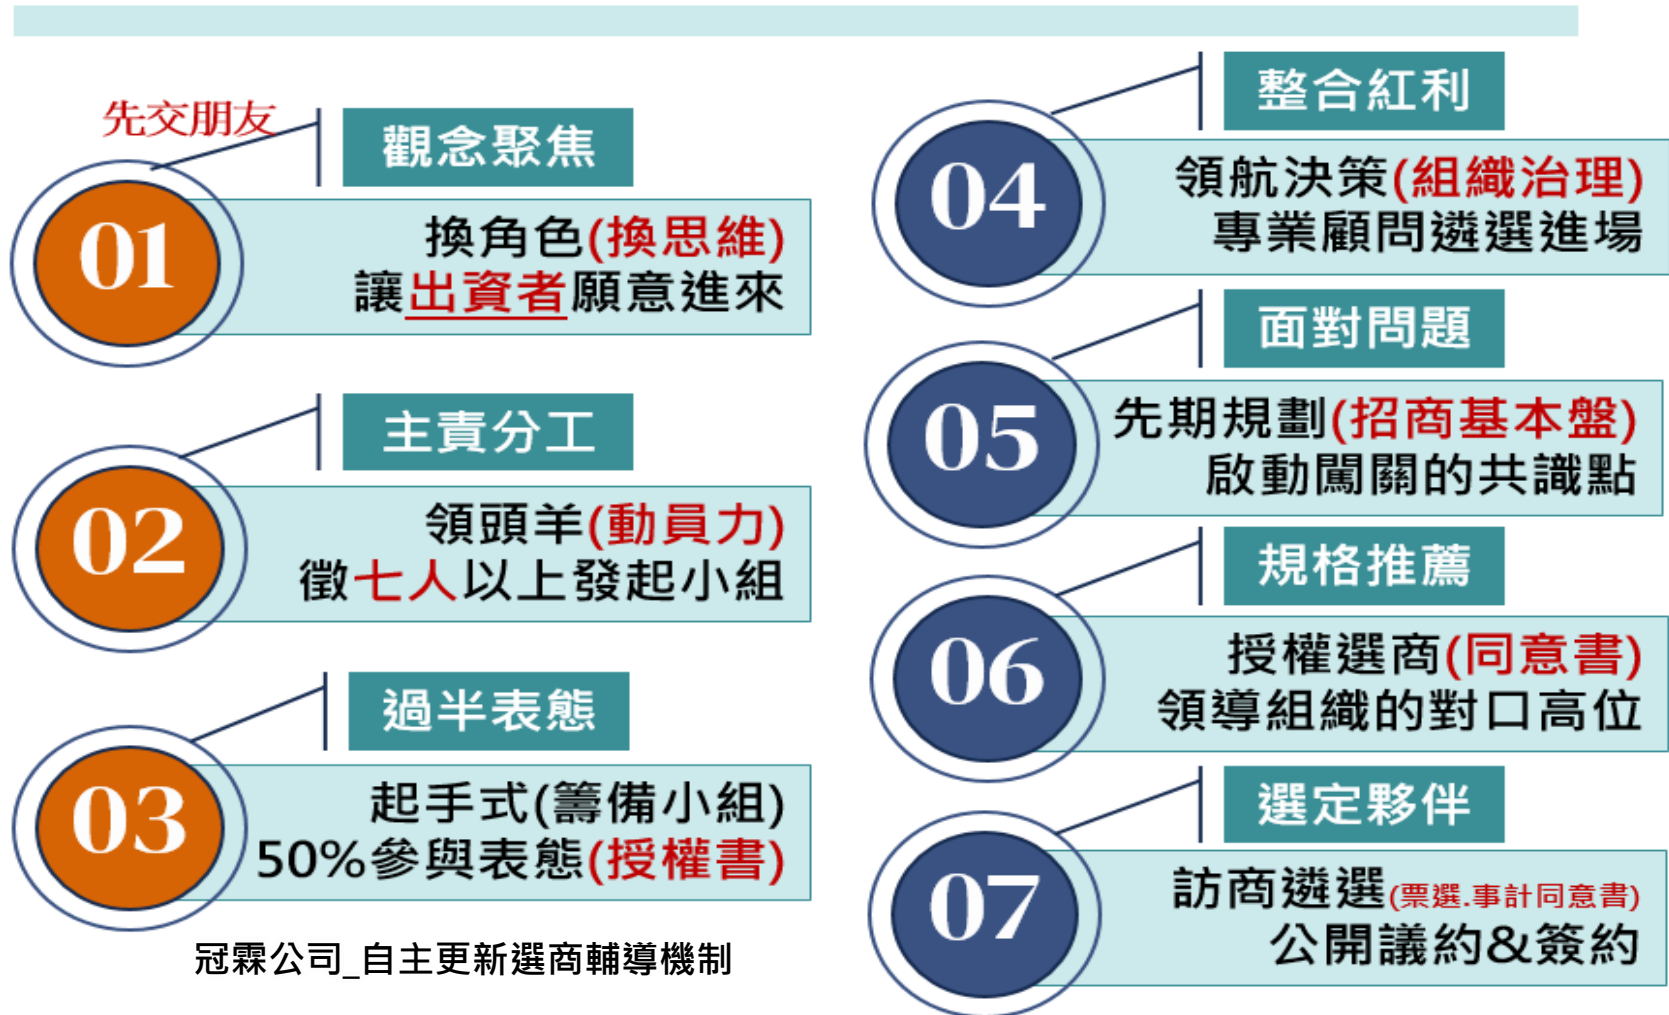 先交朋友
觀念聚焦
01
換角色(換思維)
讓出資者願意進來
主責分工
02
領頭羊(動員力)
徵七人以上發起小組
過半表態
03
起手式(籌備小組)
50%參與表態(授權書)
冠霖公司_自主更新選商輔導機制
整合紅利
04
領航決策(組織治理)
專業顧問遴選進場
面對問題
05
先期規劃(招商基本盤)
啟動闖關的共識點
規格推薦
06
授權選商(同意書)
領導組織的對口高位
選定夥伴
07
訪商遴選(票選.事計同意書)
公開議約&簽約